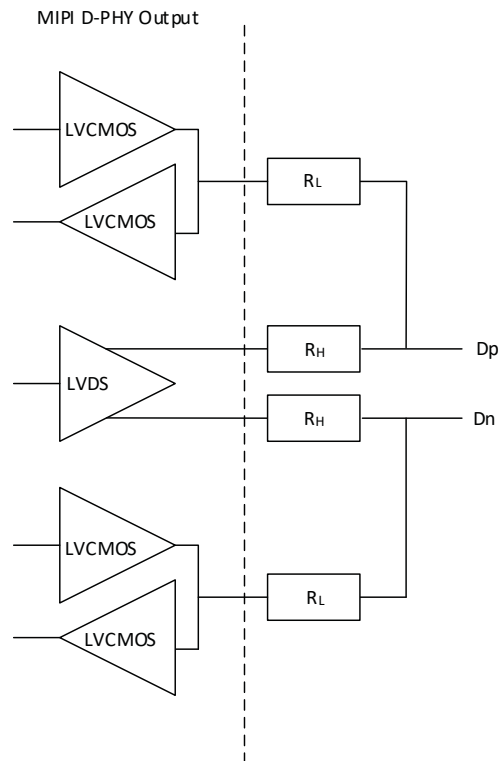 MIPI D-PHY Output
LVCMOS
RL
LVCMOS
RH
Dp
LVDS
RH
Dn
LVCMOS
RL
LVCMOS